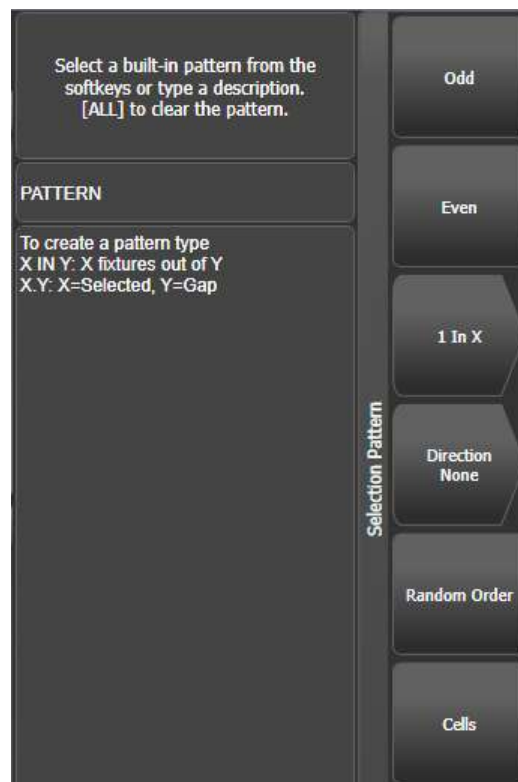 Select a built-in pattern from the
softkeys or type a description.
[ALL] to clear the pattern.
PATTERN
To create a pattern type
X IN Y: X fixtures out of Y
X.Y: X=Selected, Y=Gap
Selection Pattern
Odd
Even
1 In X
Direction
None
Random Order
Cells